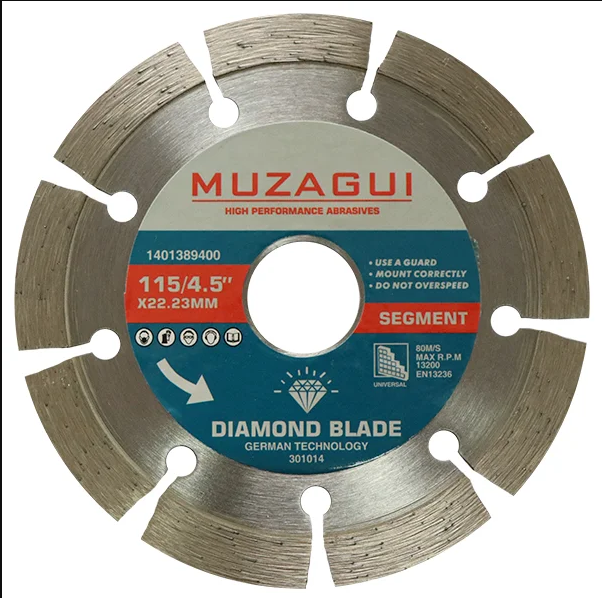 MUZAGUI
HIGH PERFORMANCE ABRASIVES
1401389400
115/4.5"
X22.23MM
• USE A GUARD
• MOUNT CORRECTLY
• DO NOT OVERSPEED
SEGMENT
UNIVERSAL
80M/S
MAX R.P.M
13200
EN13236
DIAMOND BLADE
GERMAN TECHNOLOGY
301014